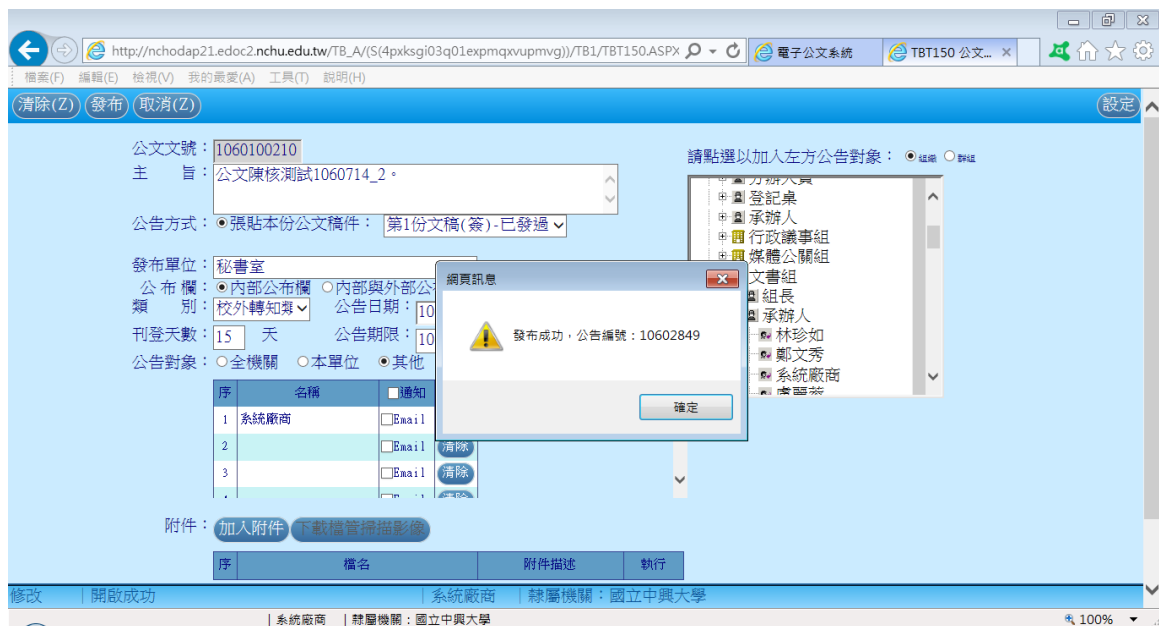 http://nchodap21.edoc2.nchu.edu.tw/TB_A/(S(4pxksgi03q01expmqxvupmvg))/TB1/TBT150.ASPX
電子公文系統
TBT150 公文...
檔案(F) 編輯(E) 檢視(V) 我的最愛(A) 工具(T) 說明(H)
清除(Z) 發布 取消(Z) 設定
公文文號：1060100210
主 旨：公文陳核測試1060714_2。
公告方式：張貼本份公文稿件：第1份文稿(簽)-已發過
發布單位：秘書室
公 布 欄：內部公布欄 內部與外部公
類 別：校外轉知類 公告日期：10
刊登天數：15 天 公告期限：10
公告對象：全機關 本單位 其他
序 名稱 通知
1 系統廠商 Email
2 Email 清除
3 Email 清除
請點選以加入左方公告對象： 組織 群組
分辦人員
登記桌
承辦人
行政議事組
媒體公關組
文書組
組長
承辦人
林珍如
鄭文秀
系統廠商
網頁訊息
發布成功，公告編號：10602849
確定
附件：加入附件 下載檔管掃描影像
序 檔名 附件描述 執行
修改 |開啟成功 |系統廠商 |隸屬機關：國立中興大學
|系統廠商 |隸屬機關：國立中興大學 100%